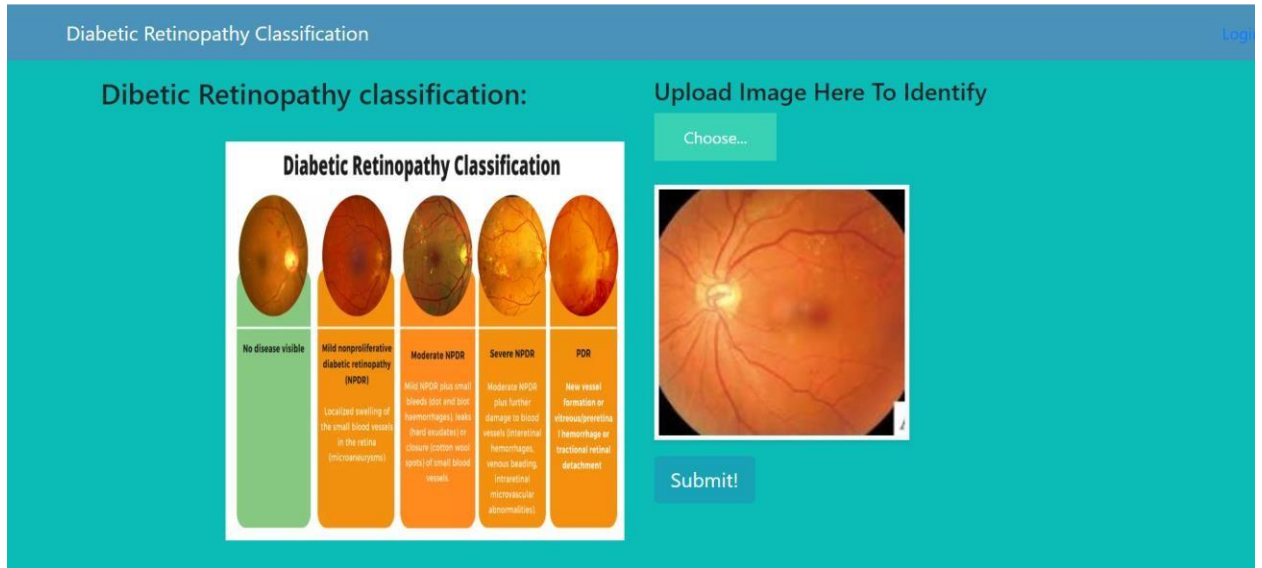 Diabetic Retinopathy Classification
Login
Dibetic Retinopathy classification:
Upload Image Here To Identify
Choose...
Diabetic Retinopathy Classification
No disease visible
Mild nonproliferative
diabetic retinopathy
(NPDR)
Localized swelling of
the small blood vessels
in the retina
(microaneurysms)
Moderate NPDR
Mild NPDR plus small
bleeds (dot and blot
haemorrhages), leaks
(hard exudates) or
closure (cotton wool
spots) of small blood
vessels.
Severe NPDR
Moderate NPDR
plus further
damage to blood
vessels (interetinal
hemorrhages,
venous beading,
intraretinal
microvascular
abnormalities)
PDR
New vessel
formation or
vitreous/preretina
l hemorrhage or
tractional retinal
detachment
Submit!